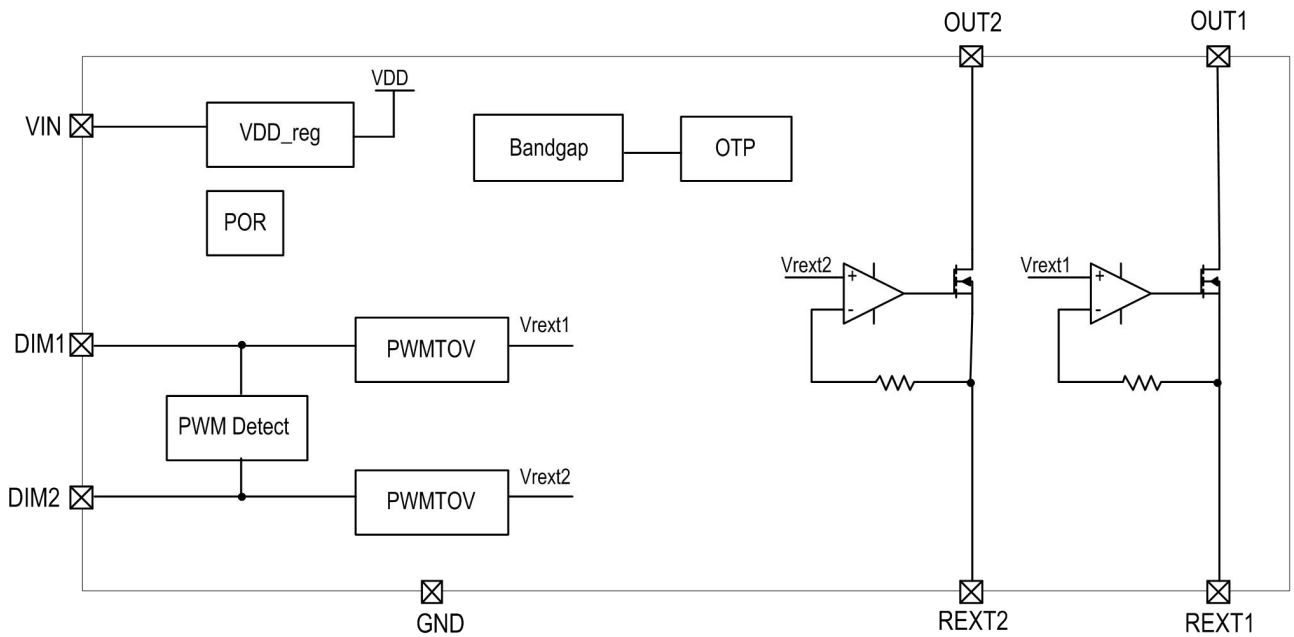 OUT2
OUT1
VDD
VIN
VDD_reg
Bandgap
OTP
POR
Vrext2
+
-
Vrext1
+
-
DIM1
PWMTOV
Vrext1
PWM Detect
DIM2
PWMTOV
Vrext2
GND
REXT2
REXT1